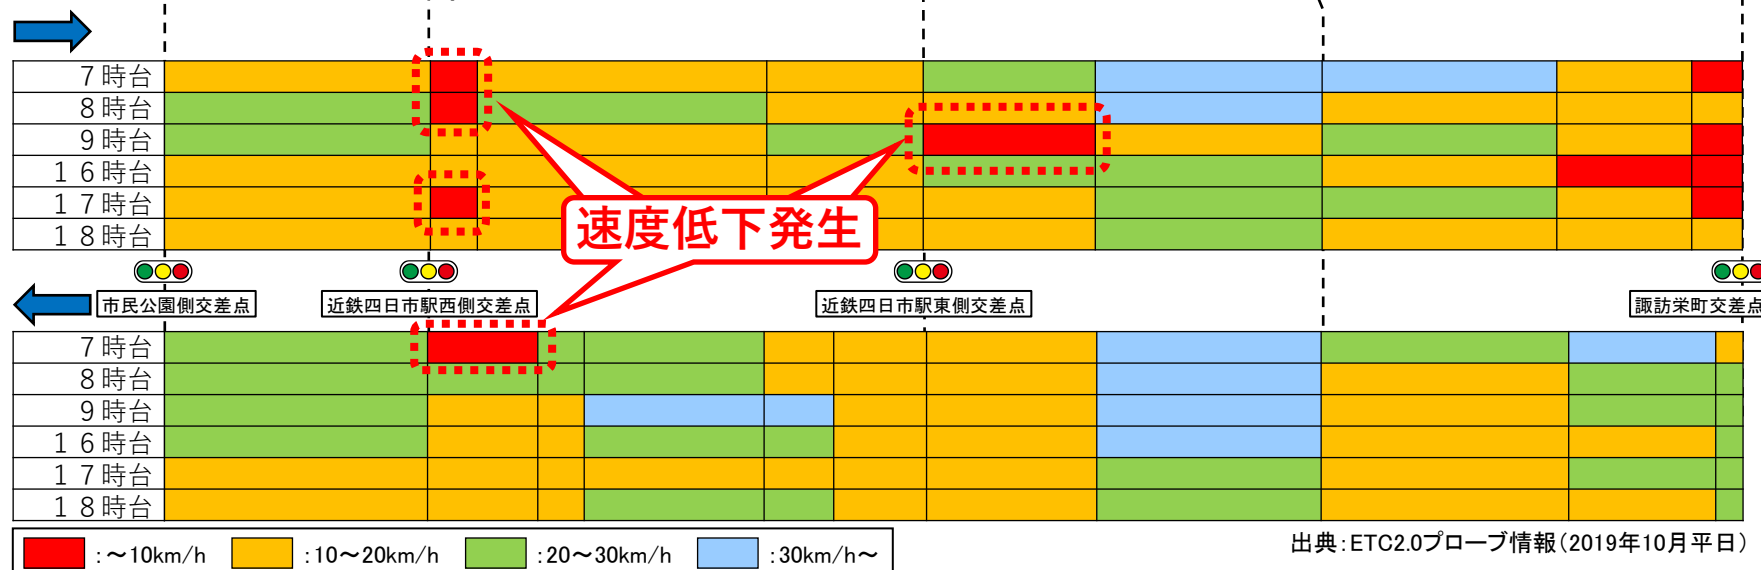 ７時台
８時台
９時台
１６時台
１７時台
１８時台
速度低下発生
市民公園側交差点
近鉄四日市駅西側交差点
近鉄四日市駅東側交差点
諏訪栄町交差点
７時台
８時台
９時台
１６時台
１７時台
１８時台
：～10km/h
：10～20km/h
：20～30km/h
：30km/h～
出典：ETC2.0プローブ情報（2019年10月平日）